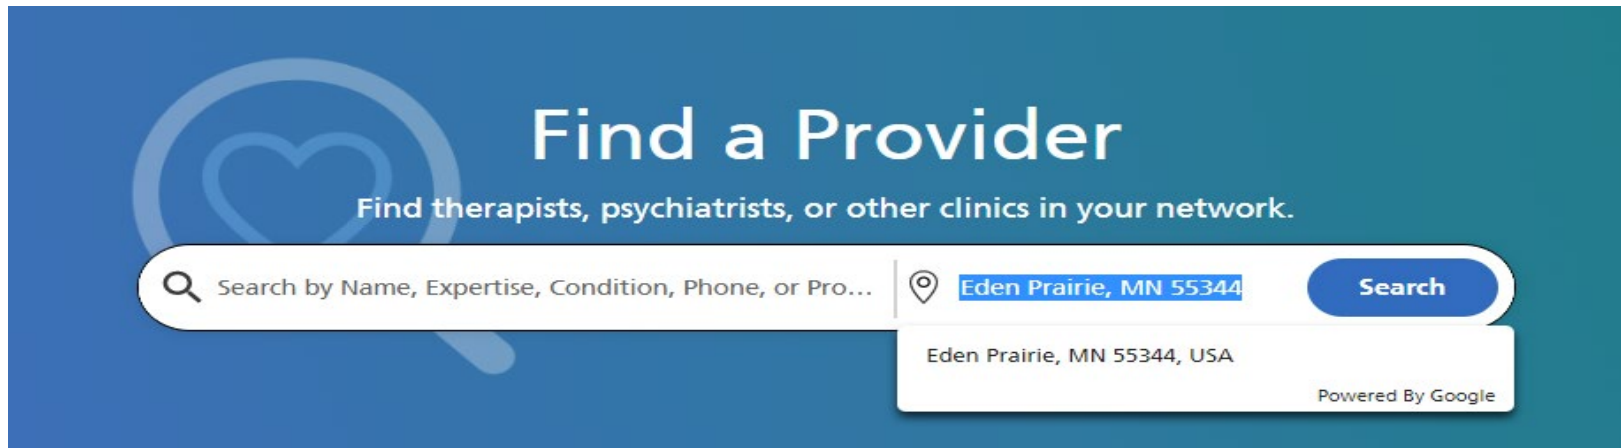 Find a Provider
Find therapists, psychiatrists, or other clinics in your network.
Search by Name, Expertise, Condition, Phone, or Pro... Eden Prairie, MN 55344 Search
Eden Prairie, MN 55344, USA
Powered By Google